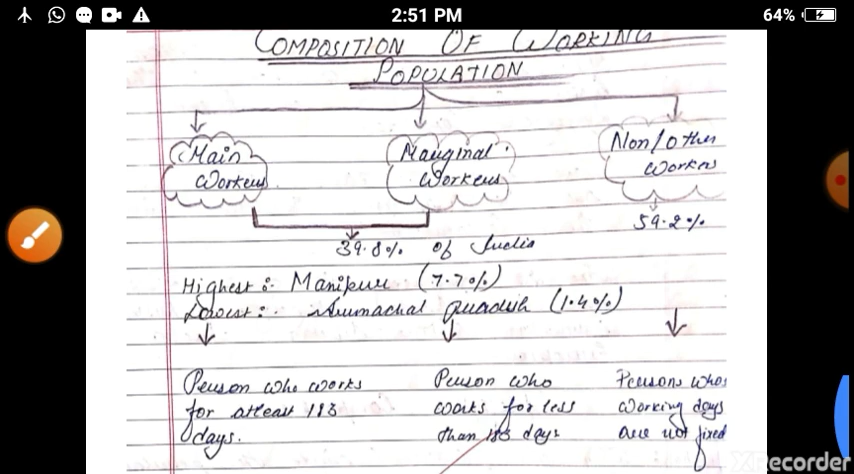 2:51 PM
64%
COMPOSITION OF WORKING
POPULATION
Main
Workers
Marginal
Workers
Non/other
Workers
59.2%
39.8% of India
Highest: Manipur (7.7%)
Lowest: Arunachal Pradesh (1.4%)
Person who works
for atleast 183
days.
Person who
works for less
than 183 days
Persons whos
working days
are not fixed
Recorder